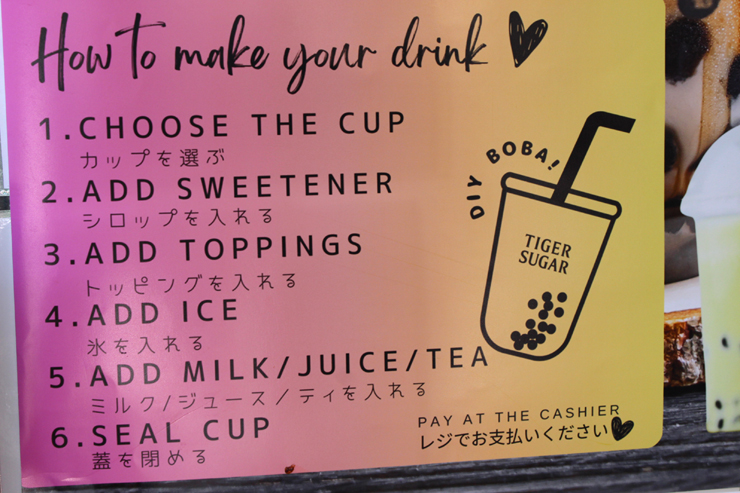 How to make your drink
1.CHOOSE THE CUP
カップを選ぶ
2.ADD SWEETENER
シロップを入れる
3.ADD TOPPINGS
トッピングを入れる
4.ADD ICE
氷を入れる
5.ADD MILK/JUICE/TEA
ミルク/ジュース/ティを入れる
6.SEAL CUP
蓋を閉める
DIY BOBA!
TIGER
SUGAR
PAY AT THE CASHIER
レジでお支払いください